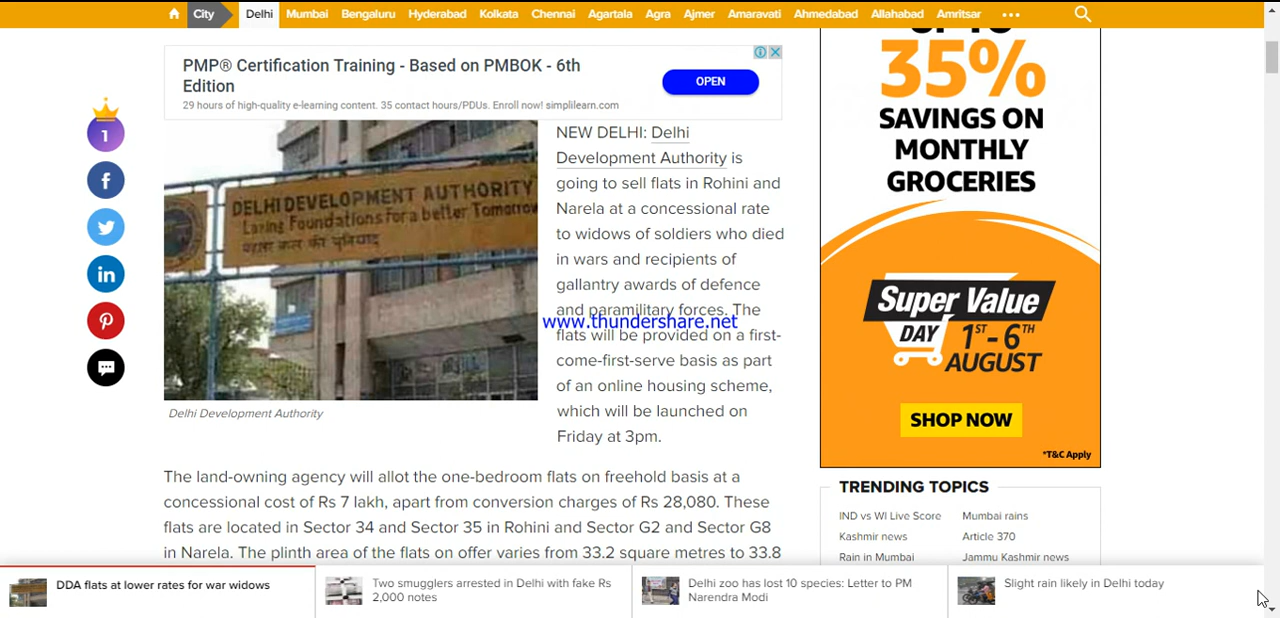 City Delhi Mumbai Bengaluru Hyderabad Kolkata Chennai Agartala Agra Ajmer Amaravati Ahmedabad Allahabad Amritsar
PMP® Certification Training - Based on PMBOK - 6th
Edition
29 hours of high-quality e-learning content. 35 contact hours/PDUs. Enroll now! simplilearn.com
OPEN
1
DELHI DEVELOPMENT AUTHORITY
Laying Foundations for a better Tomorrow
Delhi Development Authority
NEW DELHI: Delhi
Development Authority is
going to sell flats in Rohini and
Narela at a concessional rate
to widows of soldiers who died
in wars and recipients of
gallantry awards of defence
and paramilitary forces. The
www.thundershare.net
flats will be provided on a first-
come-first-serve basis as part
of an online housing scheme,
which will be launched on
Friday at 3pm.
The land-owning agency will allot the one-bedroom flats on freehold basis at a
concessional cost of Rs 7 lakh, apart from conversion charges of Rs 28,080. These
flats are located in Sector 34 and Sector 35 in Rohini and Sector G2 and Sector G8
in Narela. The plinth area of the flats on offer varies from 33.2 square metres to 33.8
35%
SAVINGS ON
MONTHLY
GROCERIES
Super Value
DAY 1ST - 6TH
AUGUST
SHOP NOW
*T&C Apply
TRENDING TOPICS
IND vs WI Live Score Mumbai rains
Kashmir news Article 370
Rain in Mumbai Jammu Kashmir news
DDA flats at lower rates for war widows
Two smugglers arrested in Delhi with fake Rs
2,000 notes
Delhi zoo has lost 10 species: Letter to PM
Narendra Modi
Slight rain likely in Delhi today